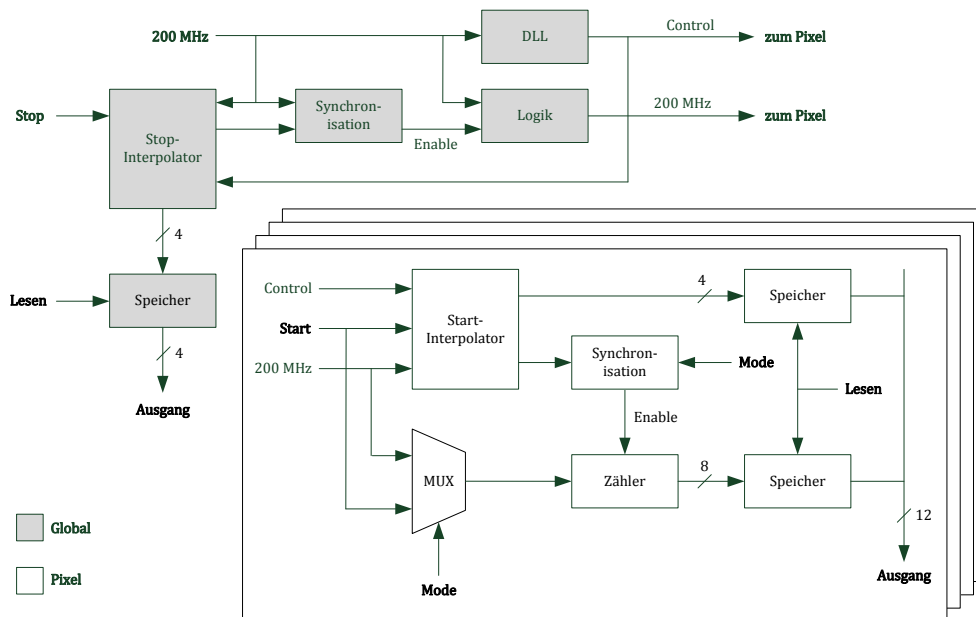 200 MHz
DLL
Control
zum Pixel
Stop
Stop-
Interpolator
Synchron-
isation
Enable
Logik
200 MHz
zum Pixel
4
Lesen
Speicher
4
Ausgang
Control
Start
200 MHz
Start-
Interpolator
4
Speicher
Synchron-
isation
Mode
Lesen
Enable
MUX
Zähler
8
Speicher
12
Mode
Ausgang
Global
Pixel